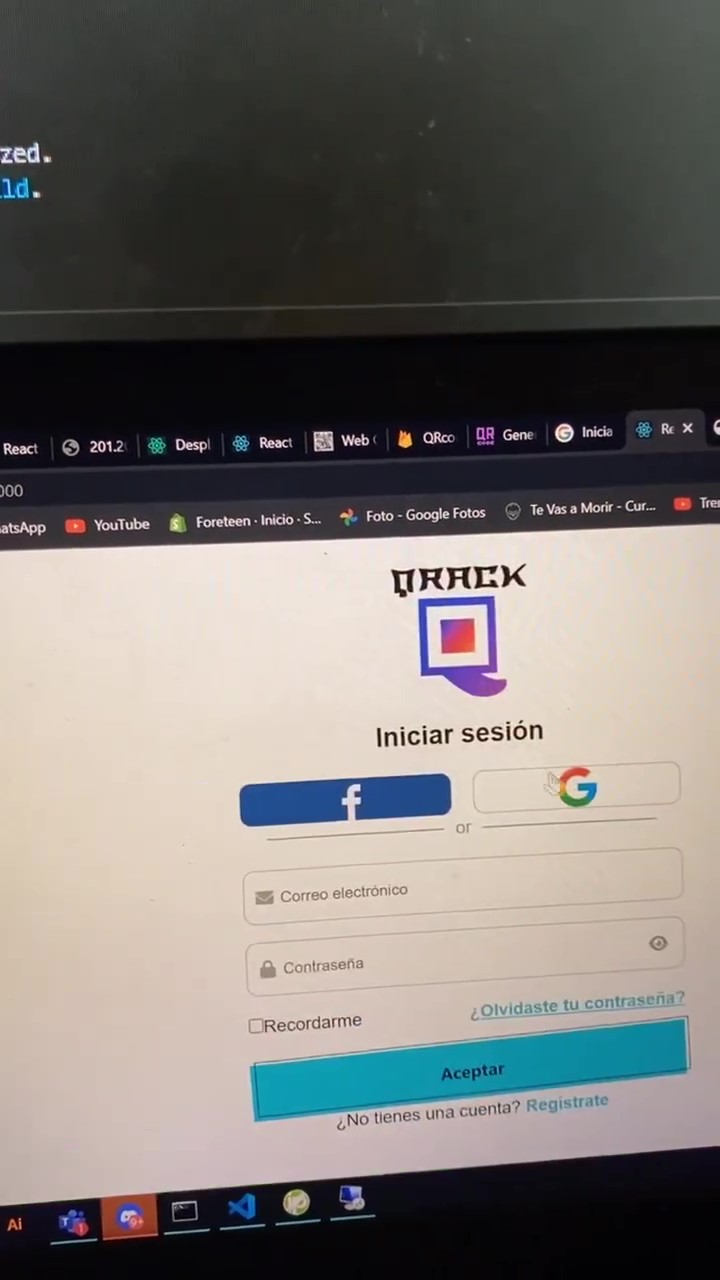 zed.
ld.
React
201.2
Despl
React
Web
QRco
Gene
Inicia
Re
000
atsApp
YouTube
Foreteen · Inicio · S...
Foto - Google Fotos
Te Vas a Morir - Cur...
Tre
QRACK
Iniciar sesión
or
Correo electrónico
Contraseña
Recordarme
¿Olvidaste tu contraseña?
Aceptar
¿No tienes una cuenta? Registrate
Ai